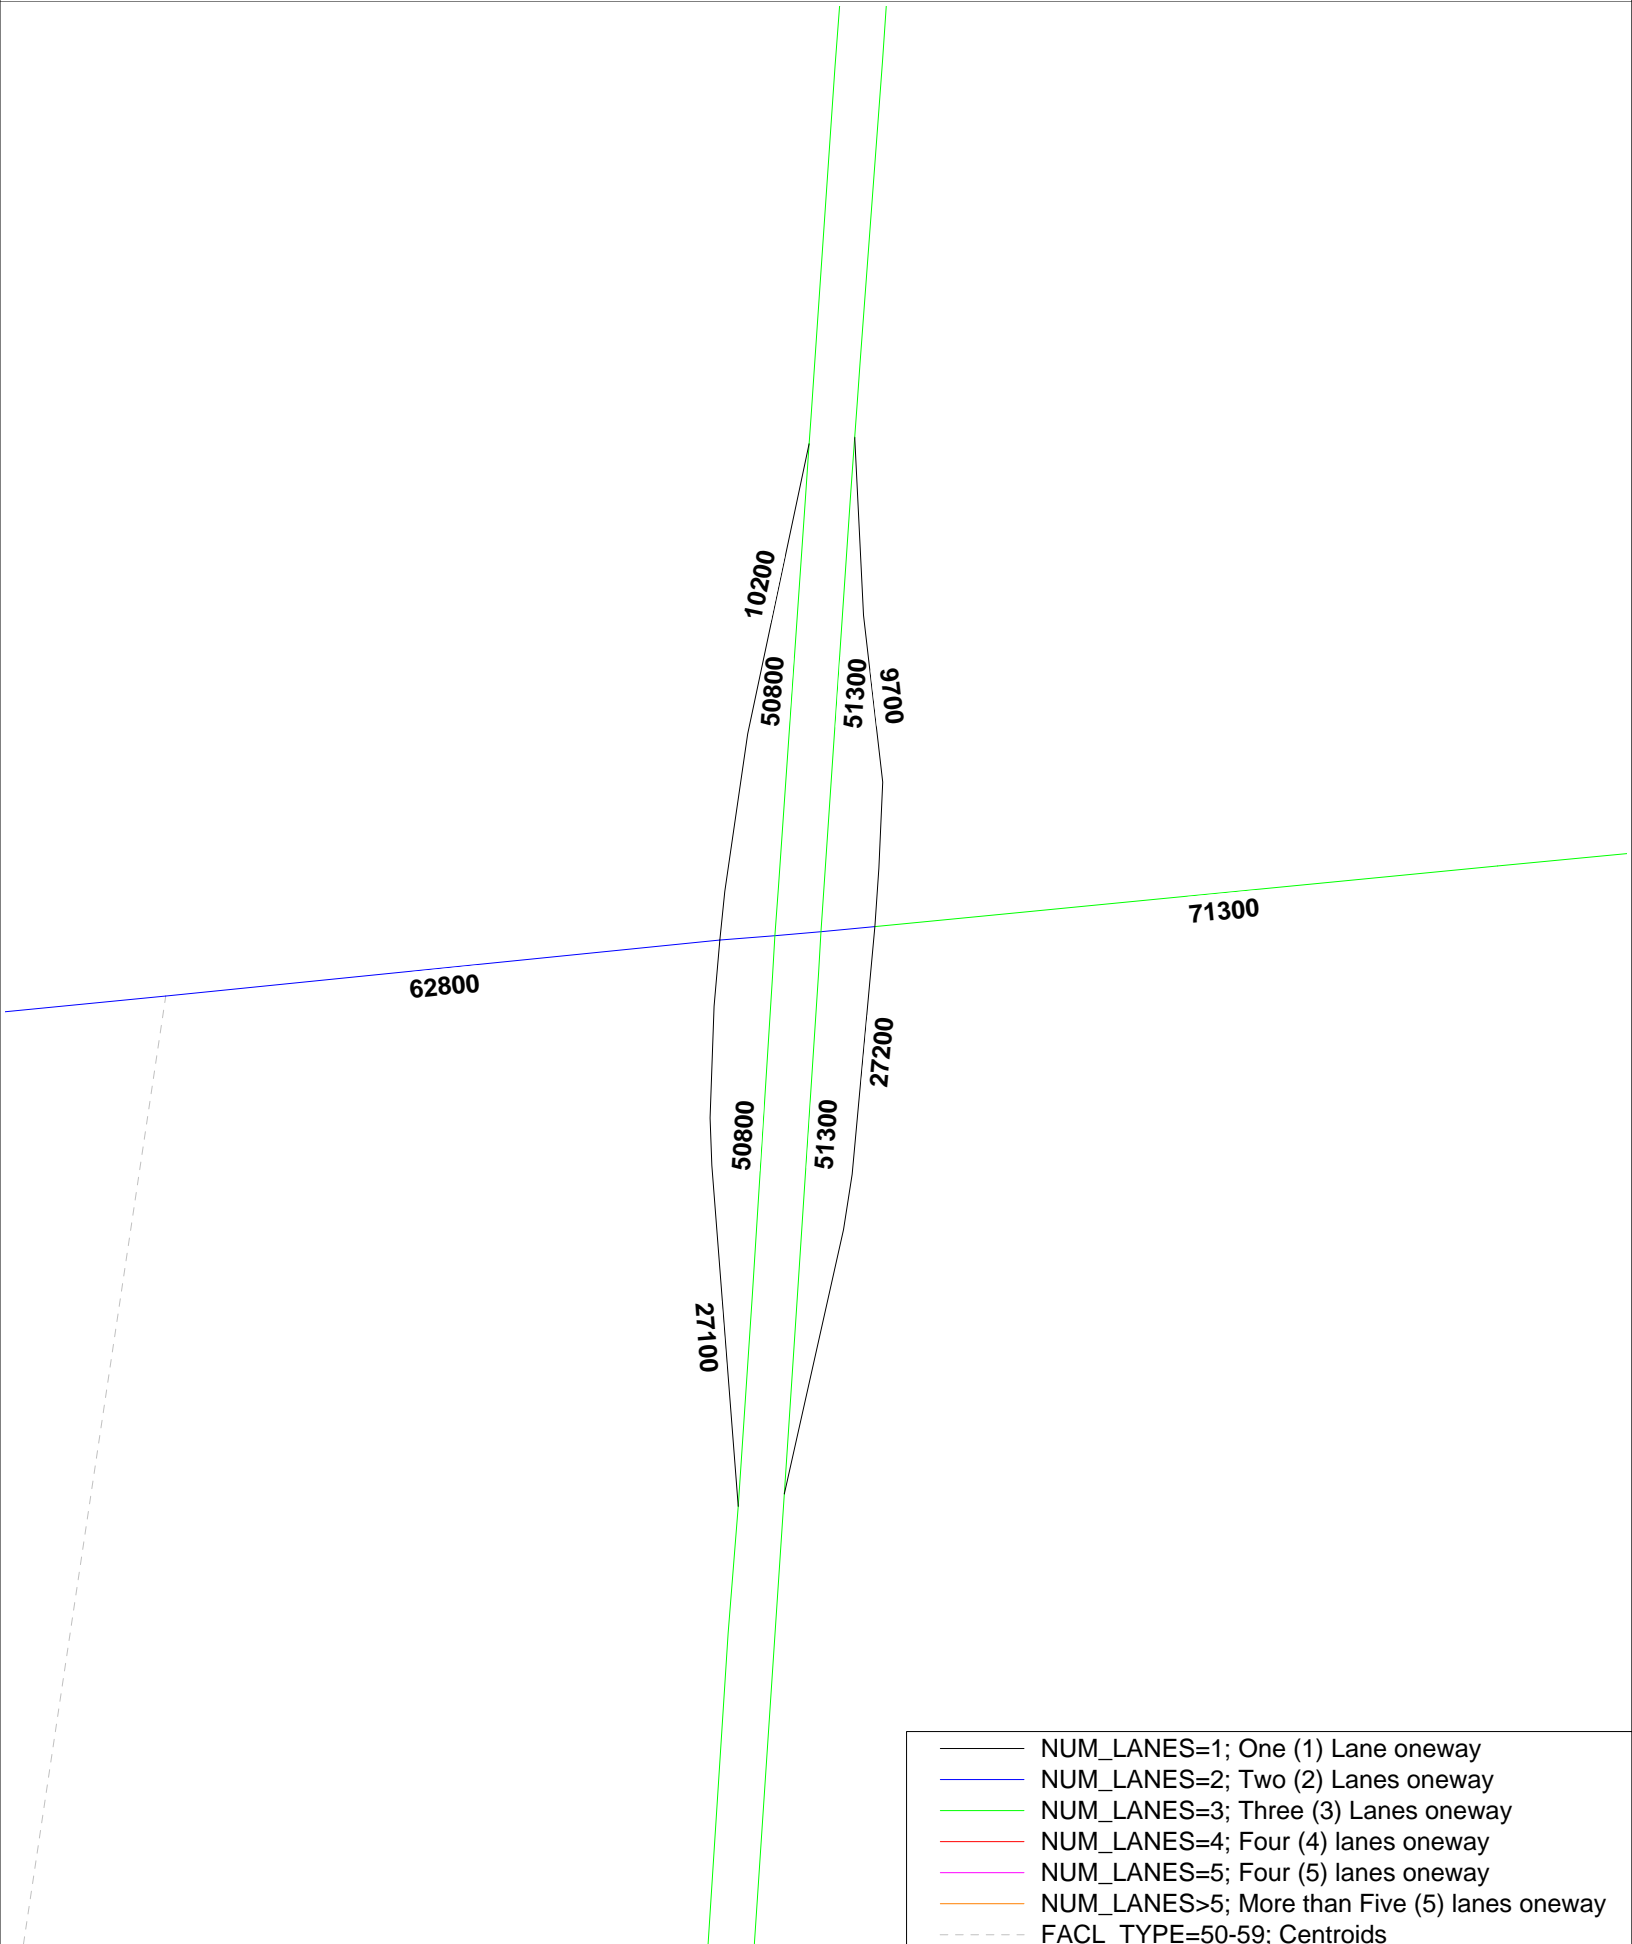 10200
50800
51300
9700
71300
62800
27200
50800
51300
27100
NUM_LANES=1; One (1) Lane oneway
NUM_LANES=2; Two (2) Lanes oneway
NUM_LANES=3; Three (3) Lanes oneway
NUM_LANES=4; Four (4) lanes oneway
NUM_LANES=5; Four (5) lanes oneway
NUM_LANES>5; More than Five (5) lanes oneway
FACL_TYPE=50-59; Centroids